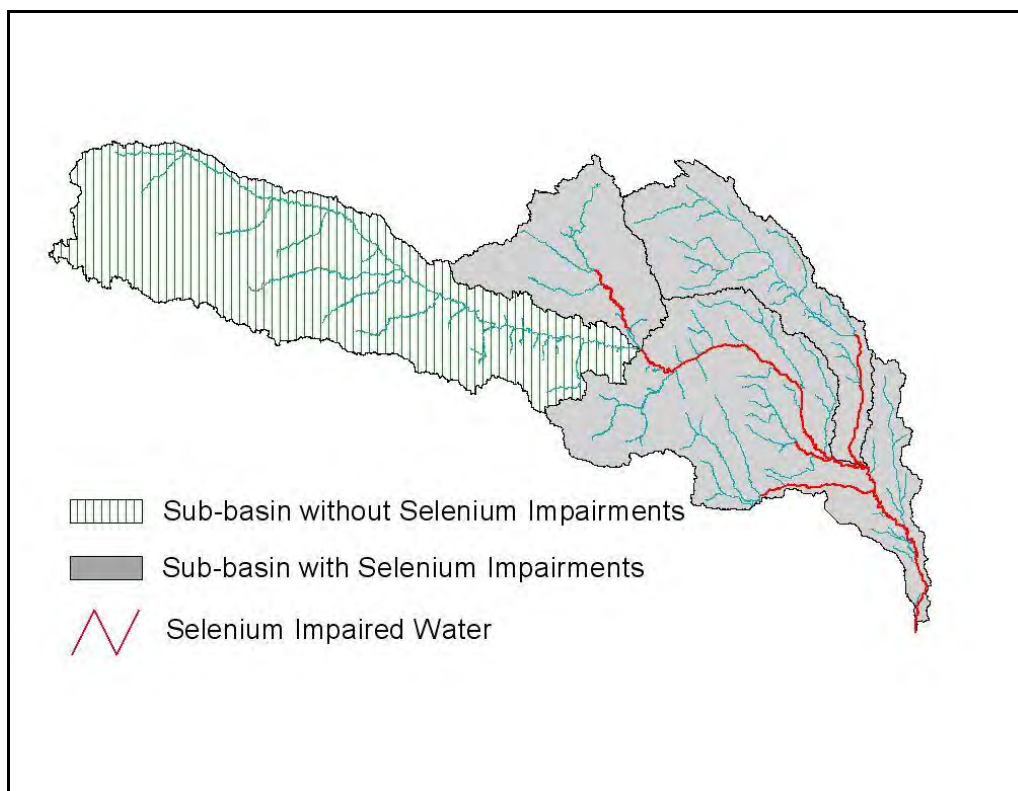 Sub-basin without Selenium Impairments
Sub-basin with Selenium Impairments
Selenium Impaired Water